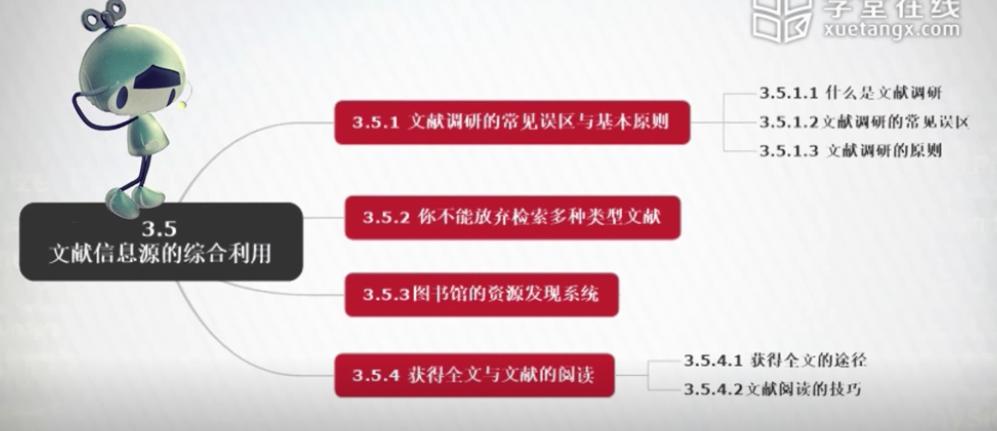 学堂在线
xuetangx.com
3.5.1 文献调研的常见误区与基本原则
3.5.1.1 什么是文献调研
3.5.1.2文献调研的常见误区
3.5.1.3 文献调研的原则
3.5
文献信息源的综合利用
3.5.2 你不能放弃检索多种类型文献
3.5.3图书馆的资源发现系统
3.5.4 获得全文与文献的阅读
3.5.4.1 获得全文的途径
3.5.4.2文献阅读的技巧